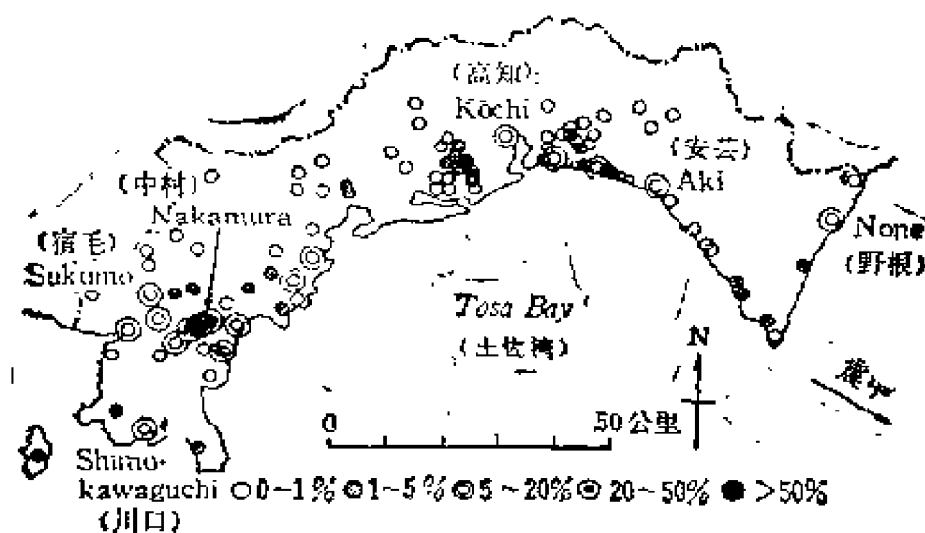 (高知)
Kōchi
(安芸)
Aki
(中村)
Nakamura
(宿毛)
Sukumo
None
(野根)
Tosa Bay
(土佐湾)
N
0
50公里
Shimo-
kawaguchi
(川口)
0~1% 1~5% 5~20% 20~50% >50%